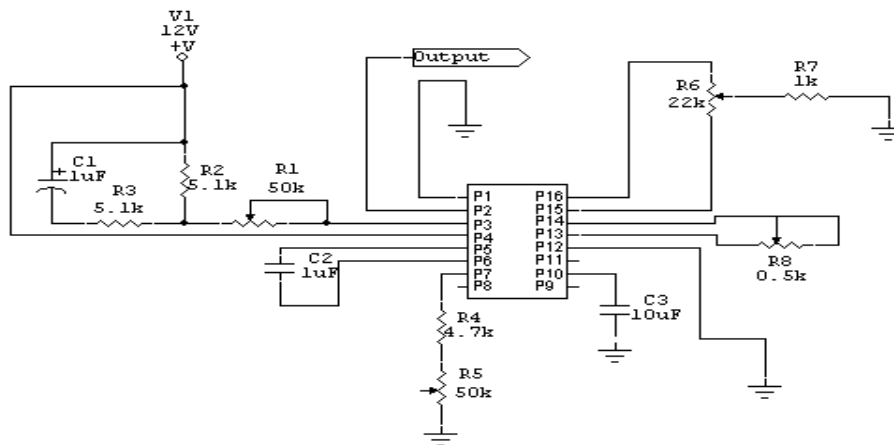 V1
12V
+V
Output
R7
1k
R6
22k
C1
1uF
R2
5.1k
R1
50k
R3
5.1k
P1
P2
P3
P4
P5
P6
P7
P8
P16
P15
P14
P13
P12
P11
P10
P9
R8
0.5k
C2
1uF
C3
10uF
R4
4.7k
R5
50k